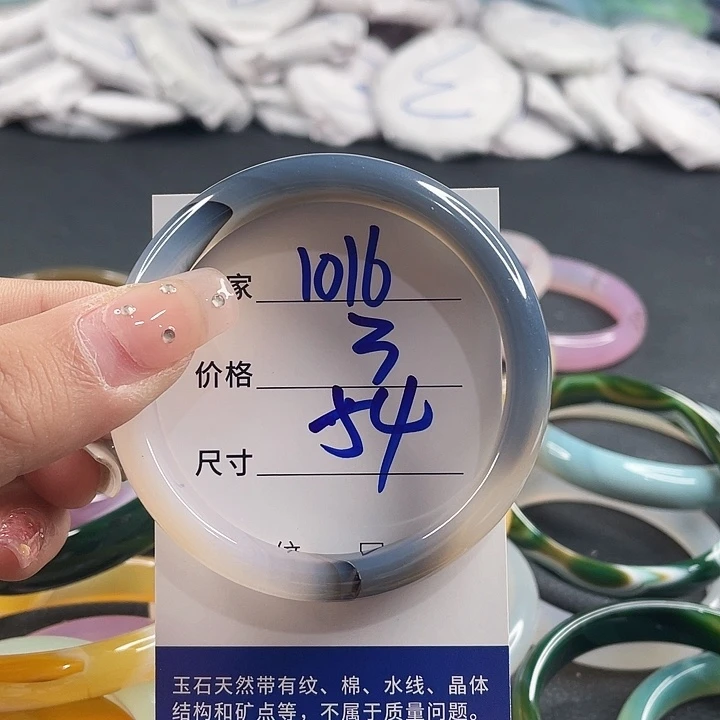 家 1016
价格 3
尺寸 54
纹
玉石天然带有纹、棉、水线、晶体
结构和矿点等，不属于质量问题。